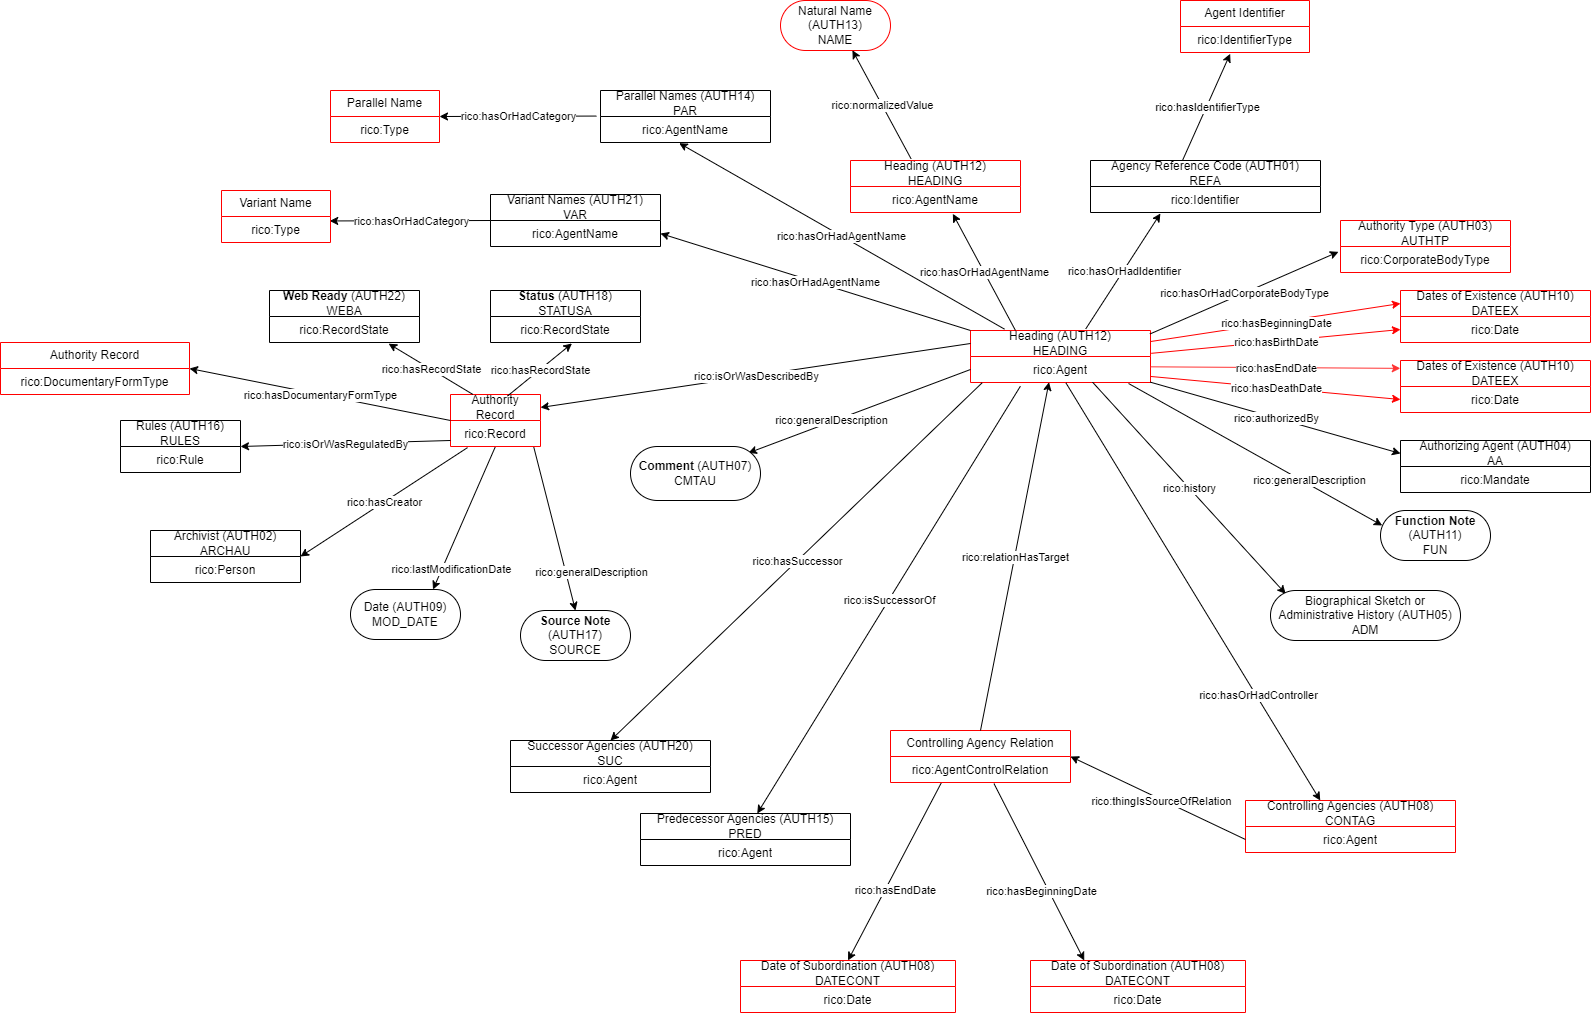 Natural Name
(AUTH13)
NAME
Agent Identifier
rico:IdentifierType
rico:normalizedValue
rico:hasIdentifierType
Parallel Name
rico:Type
rico:hasOrHadCategory
Parallel Names (AUTH14)
PAR
rico:AgentName
Heading (AUTH12)
HEADING
rico:AgentName
Agency Reference Code (AUTH01)
REFA
rico:Identifier
Variant Name
rico:Type
rico:hasOrHadCategory
Variant Names (AUTH21)
VAR
rico:AgentName
rico:hasOrHadAgentName
rico:hasOrHadAgentName
rico:hasOrHadAgentName
rico:hasOrHadIdentifier
Authority Type (AUTH03)
AUTHTP
rico:CorporateBodyType
rico:hasOrHadCorporateBodyType
Web Ready (AUTH22)
WEBA
rico:RecordState
Status (AUTH18)
STATUSA
rico:RecordState
Dates of Existence (AUTH10)
DATEEX
rico:Date
rico:hasBeginningDate
rico:hasBirthDate
Heading (AUTH12)
HEADING
rico:Agent
rico:hasEndDate
rico:hasDeathDate
Dates of Existence (AUTH10)
DATEEX
rico:Date
Authority Record
rico:DocumentaryFormType
rico:hasRecordState
rico:hasRecordState
rico:isOrWasDescribedBy
rico:hasDocumentaryFormType
Authority
Record
rico:Record
rico:authorizedBy
Rules (AUTH16)
RULES
rico:Rule
rico:isOrWasRegulatedBy
rico:generalDescription
Authorizing Agent (AUTH04)
AA
rico:Mandate
Comment (AUTH07)
CMTAU
rico:history
rico:generalDescription
rico:hasCreator
Function Note
(AUTH11)
FUN
Archivist (AUTH02)
ARCHAU
rico:Person
rico:lastModificationDate
rico:generalDescription
rico:hasSuccessor
rico:relationHasTarget
Date (AUTH09)
MOD_DATE
Source Note
(AUTH17)
SOURCE
rico:isSuccessorOf
Biographical Sketch or
Administrative History (AUTH05)
ADM
rico:hasOrHadController
Successor Agencies (AUTH20)
SUC
rico:Agent
Controlling Agency Relation
rico:AgentControlRelation
rico:thingIsSourceOfRelation
Controlling Agencies (AUTH08)
CONTAG
rico:Agent
Predecessor Agencies (AUTH15)
PRED
rico:Agent
rico:hasEndDate
rico:hasBeginningDate
Date of Subordination (AUTH08)
DATECONT
rico:Date
Date of Subordination (AUTH08)
DATECONT
rico:Date